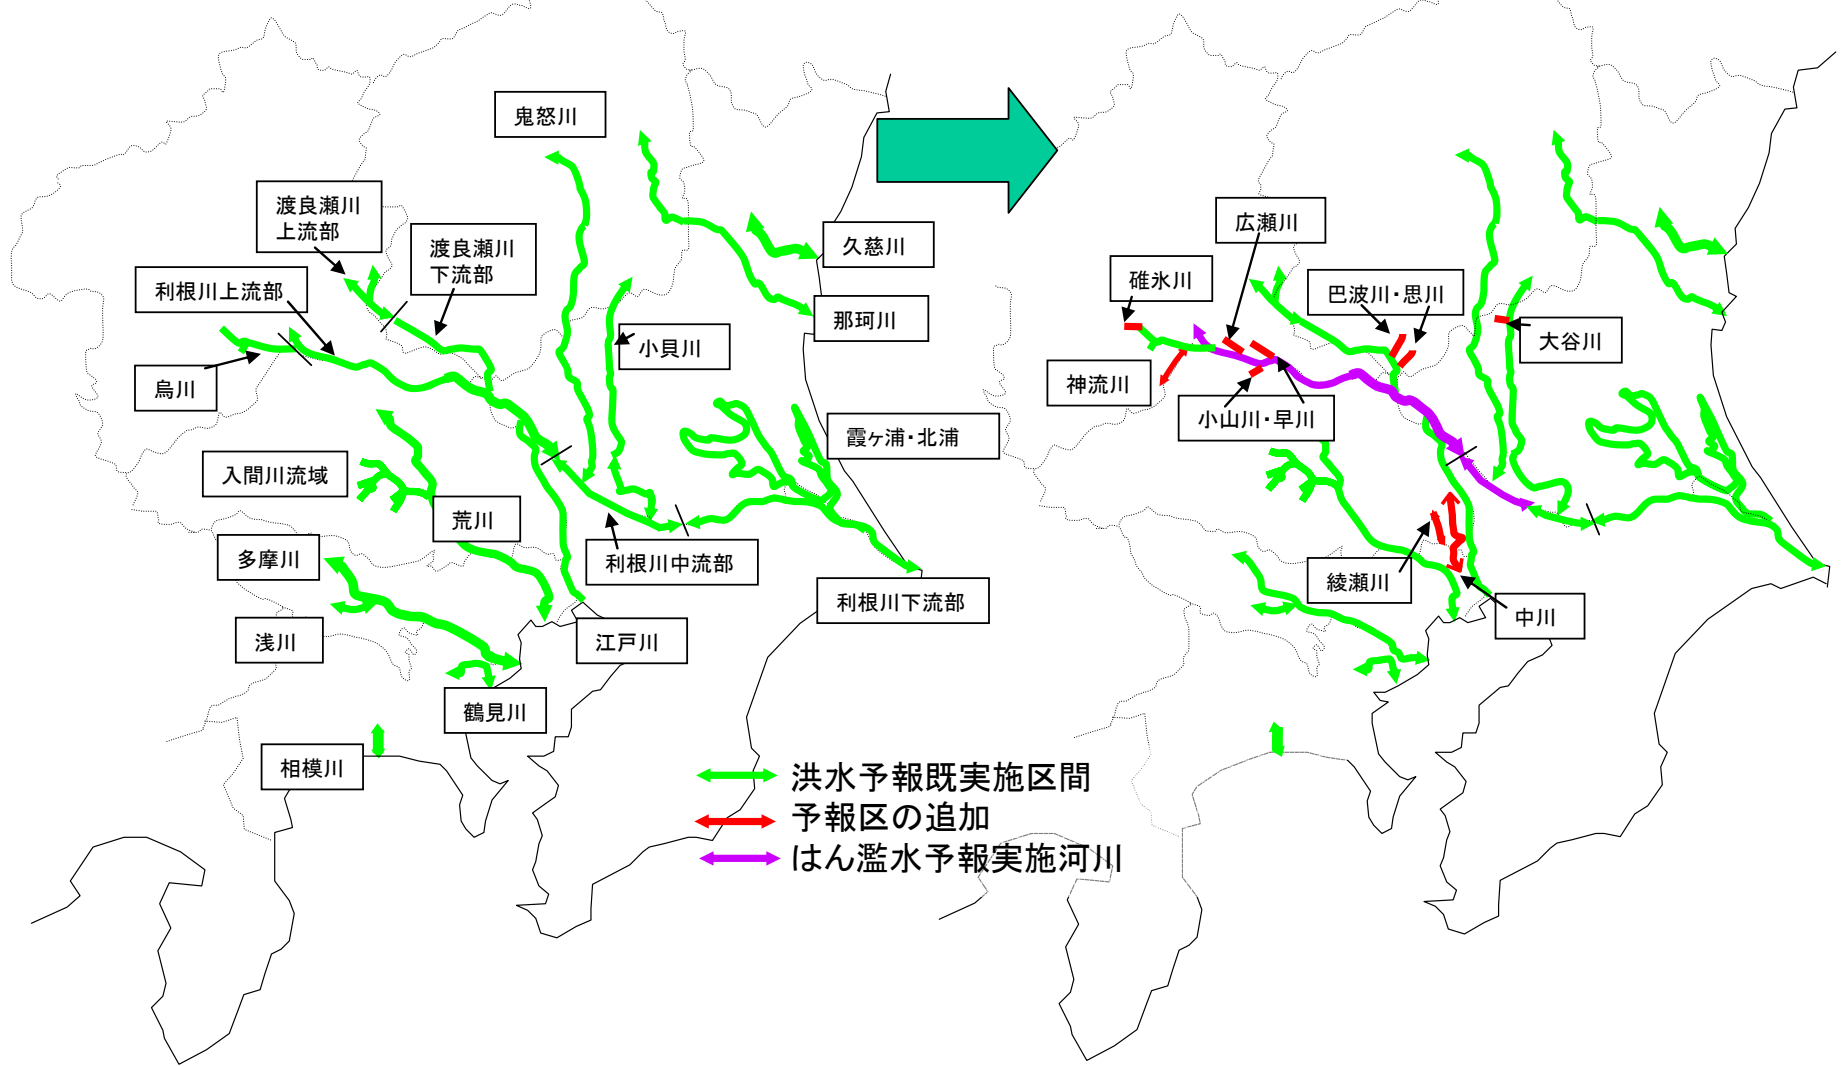 鬼怒川
渡良瀬川
上流部
渡良瀬川
下流部
久慈川
利根川上流部
那珂川
小貝川
烏川
霞ヶ浦・北浦
入間川流域
荒川
多摩川
利根川中流部
利根川下流部
浅川
江戸川
鶴見川
相模川
広瀬川
碓氷川
巴波川・思川
大谷川
神流川
小山川・早川
綾瀬川
中川
洪水予報既実施区間
予報区の追加
はん濫水予報実施河川